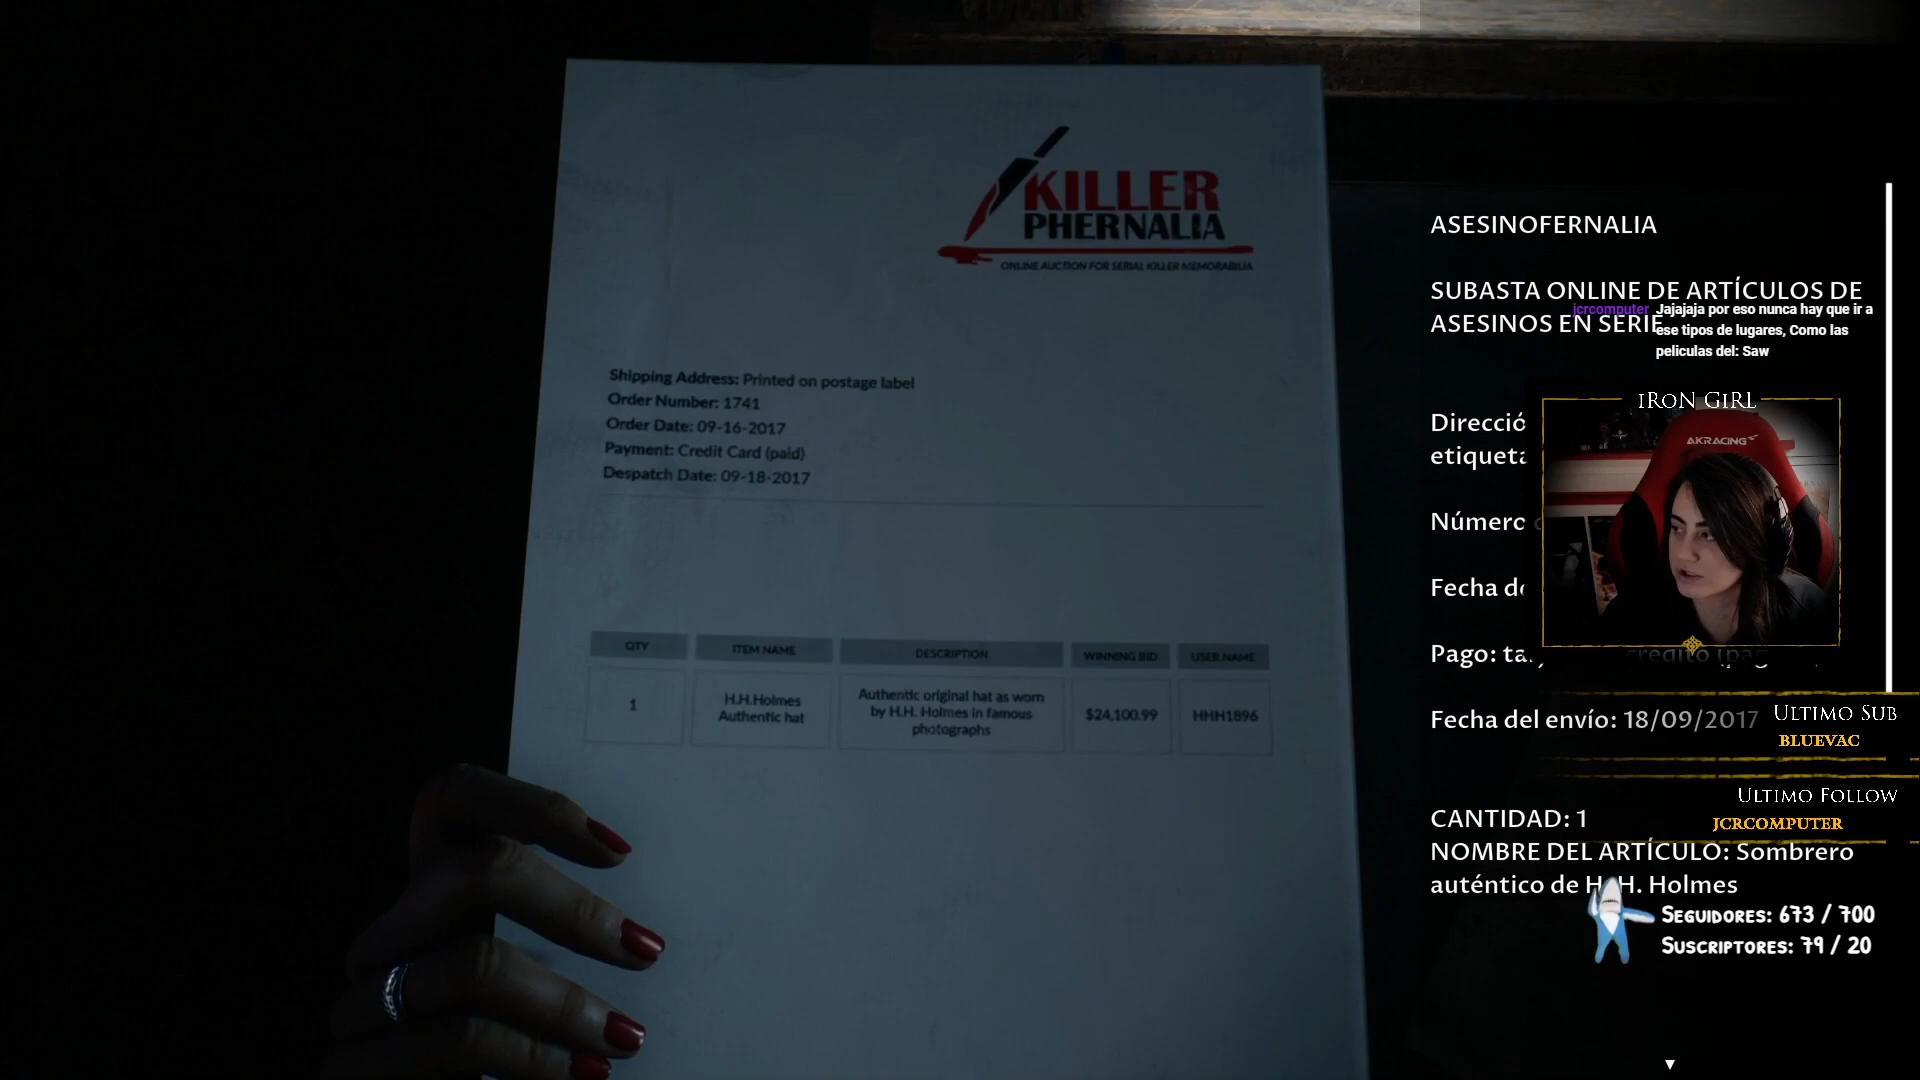 KILLER
PHERNALIA
ONLINE AUCTION FOR SERIAL KILLER MEMORABILIA
Shipping Address: Printed on postage label
Order Number: 1741
Order Date: 09-16-2017
Payment: Credit Card (paid)
Despatch Date: 09-18-2017
QTY ITEM NAME DESCRIPTION WINNING BID USER NAME
1 H.H.Holmes Authentic hat Authentic original hat as worn by H.H. Holmes in famous photographs $24,100.99 HHH1896
ASESINOFERNALIA
SUBASTA ONLINE DE ARTÍCULOS DE
ASESINOS EN SERIE
jcrcomputer Jajajaja por eso nunca hay que ir a
ese tipos de lugares, Como las
peliculas del: Saw
iRoN GiRL
AKRACING
Número
Fecha
Pago:
Fecha del envío: 18/09/2017
Ultimo Sub
BLUEVAC
Ultimo Follow
JCRCOMPUTER
CANTIDAD: 1
NOMBRE DEL ARTÍCULO: Sombrero
auténtico de H.H. Holmes
Seguidores: 673 / 700
Suscriptores: 79 / 20